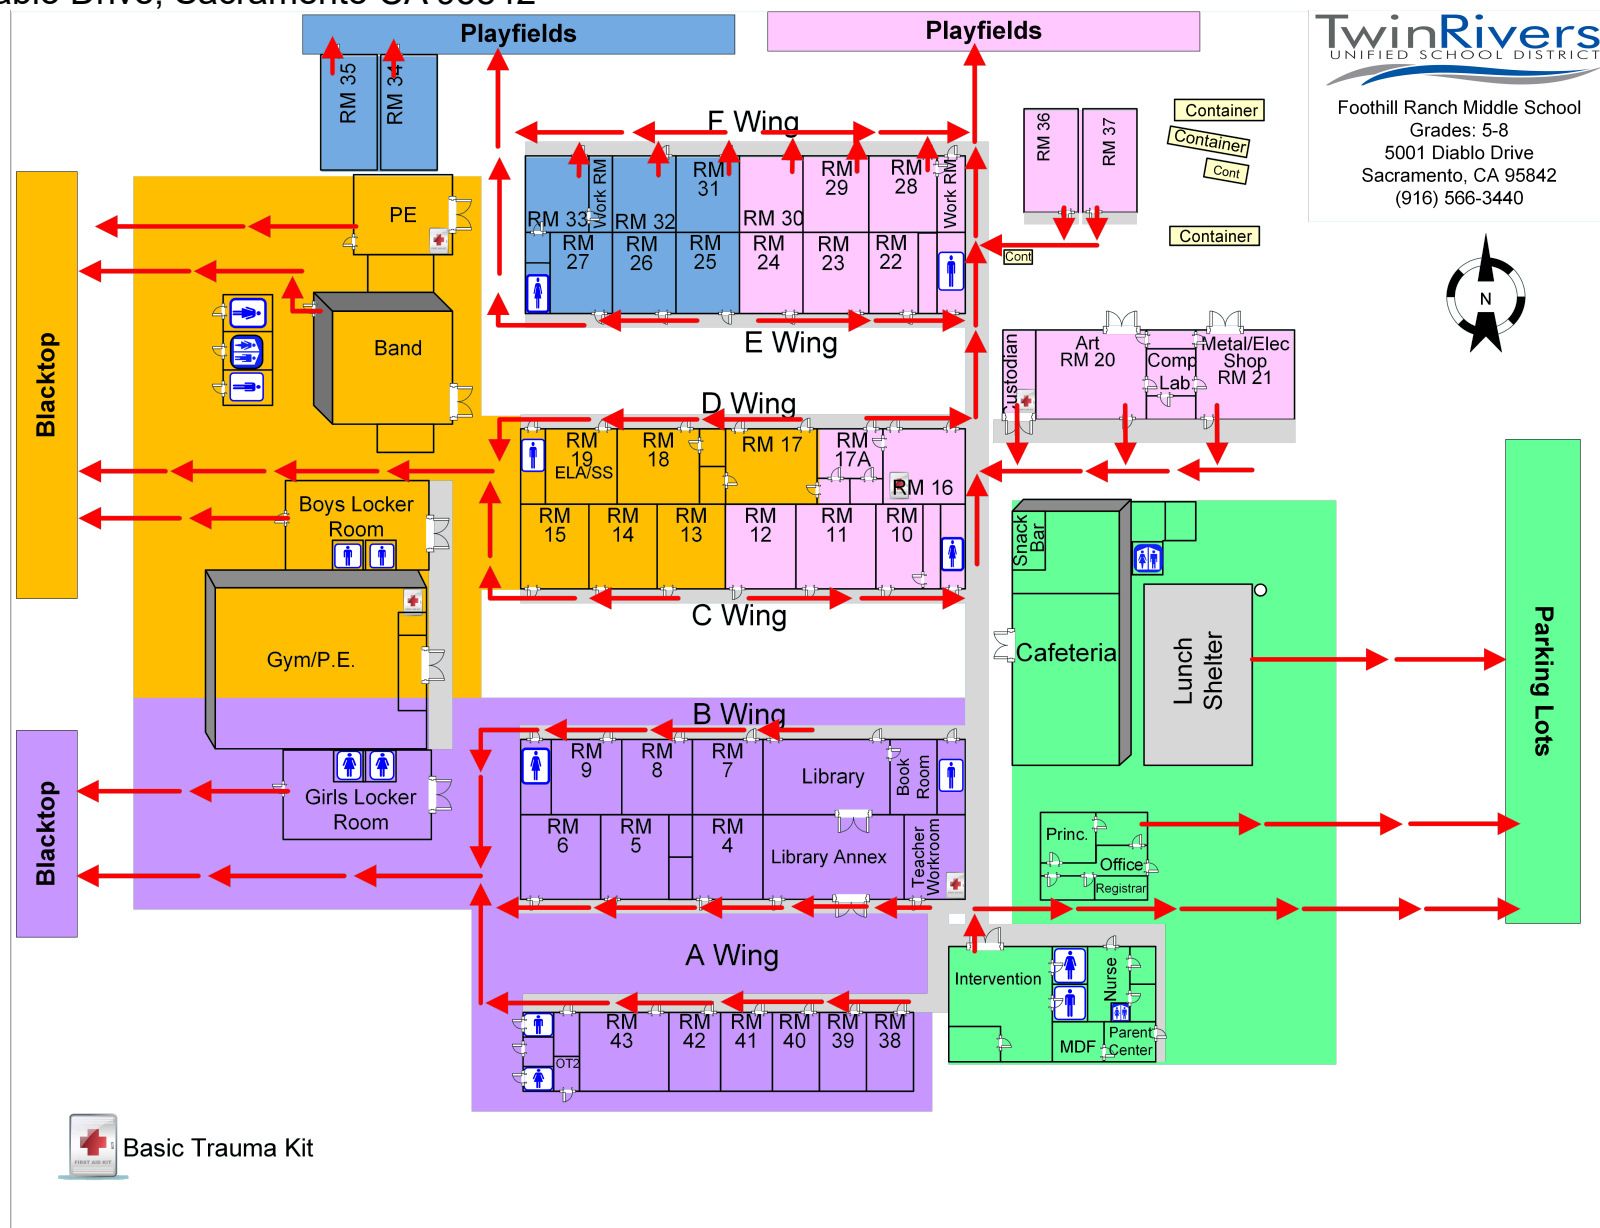 Diablo Drive, Sacramento CA 95842
Playfields
Playfields
TwinRivers
UNIFIED SCHOOL DISTRICT
Foothill Ranch Middle School
Grades: 5-8
5001 Diablo Drive
Sacramento, CA 95842
(916) 566-3440
RM 35
RM 34
F Wing
RM 36
RM 37
Container
Container
Cont
Container
Cont
N
PE
RM 33
Work RM
RM 32
RM
31
RM 30
RM
29
RM
28
Work RM
RM
27
RM
26
RM
25
RM
24
RM
23
RM
22
E Wing
Blacktop
Band
Custodian
Art
RM 20
Comp
Lab
Metal/Elec
Shop
RM 21
D Wing
RM
19
ELA/SS
RM
18
RM 17
RM
17A
RM 16
RM
15
RM
14
RM
13
RM
12
RM
11
RM
10
C Wing
Boys Locker
Room
Gym/P.E.
Snack
Bar
Cafeteria
Lunch
Shelter
Parking Lots
B Wing
RM
9
RM
8
RM
7
Library
Book
Room
RM
6
RM
5
RM
4
Library Annex
Teacher
Workroom
Blacktop
Girls Locker
Room
Princ.
Office
Registrar
A Wing
Intervention
Nurse
MDF
Parent
Center
OT2
RM
43
RM
42
RM
41
RM
40
RM
39
RM
38
FIRST AID KIT
Basic Trauma Kit